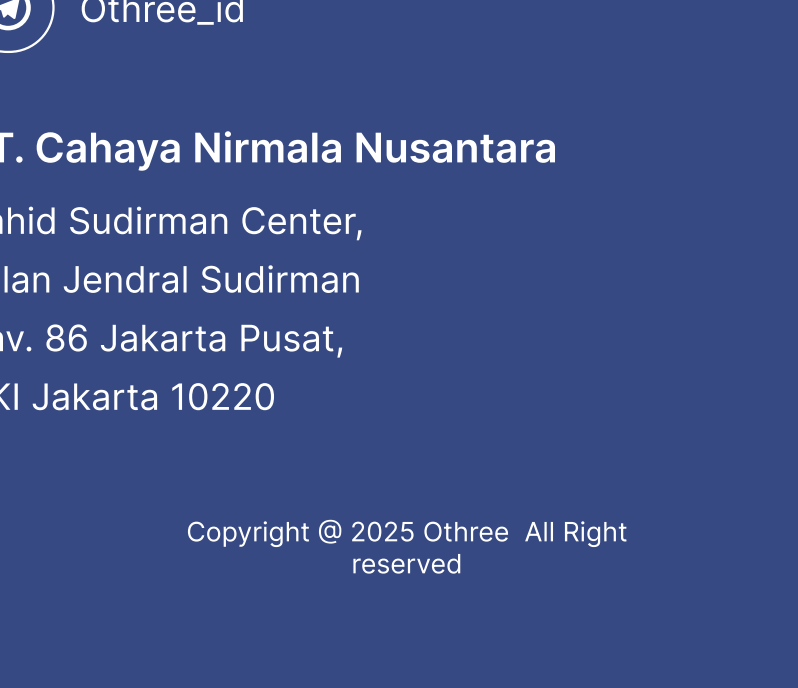 Othree_id
T. Cahaya Nirmala Nusantara
hid Sudirman Center,
lan Jendral Sudirman
v. 86 Jakarta Pusat,
KI Jakarta 10220
Copyright @ 2025 Othree  All Right
reserved